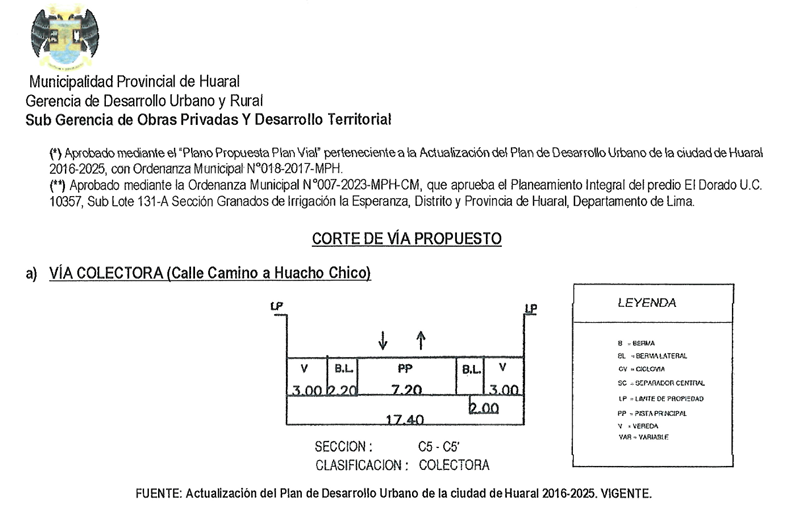 Municipalidad Provincial de Huaral
Gerencia de Desarrollo Urbano y Rural
Sub Gerencia de Obras Privadas Y Desarrollo Territorial
(*) Aprobado mediante el "Plano Propuesta Plan Vial" perteneciente a la Actualización del Plan de Desarrollo Urbano de la ciudad de Huaral
2016-2025, con Ordenanza Municipal N°018-2017-MPH.
(**) Aprobado mediante la Ordenanza Municipal N°007-2023-MPH-CM, que aprueba el Planeamiento Integral del predio El Dorado U.C.
10357, Sub Lote 131-A Sección Granados de Irrigación la Esperanza, Distrito y Provincia de Huaral, Departamento de Lima.
CORTE DE VÍA PROPUESTO
a) VÍA COLECTORA (Calle Camino a Huacho Chico)
LP LP
V B.L. PP B.L. V
3.00 2.20 7.20 3.00
2.00
17.40
SECCION : C5 - C5'
CLASIFICACION : COLECTORA
LEYENDA
B = BERMA
BL = BERMA LATERAL
CV = CICLOVIA
SC = SEPARADOR CENTRAL
LP = LIMITE DE PROPIEDAD
PP = PISTA PRINCIPAL
V = VEREDA
VAR = VARIABLE
FUENTE: Actualización del Plan de Desarrollo Urbano de la ciudad de Huaral 2016-2025. VIGENTE.